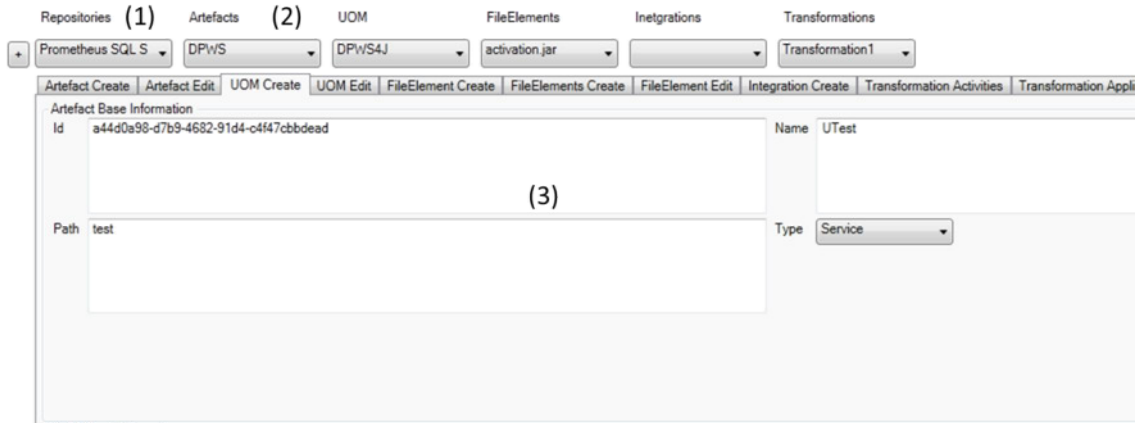 Repositories (1) Artefacts (2) UOM FileElements Inetgrations Transformations
+ Prometheus SQL S DPWS DPWS4J activation.jar Transformation1
Artefact Create Artefact Edit UOM Create UOM Edit FileElement Create FileElements Create FileElement Edit Integration Create Transformation Activities Transformation Appli
Artefact Base Information
Id a44d0a98-d7b9-4682-91d4-c4f47cbbdead Name UTest
(3)
Path test Type Service